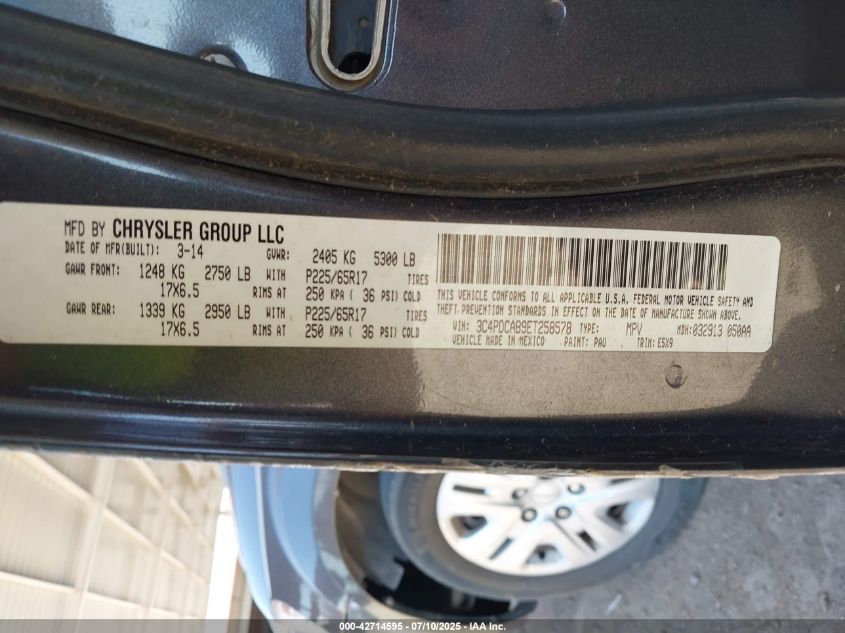 MFD BY CHRYSLER GROUP LLC
DATE OF MFR(BUILT): 3-14 GVWR: 2405 KG 5300 LB
GAWR FRONT: 1248 KG 2750 LB WITH P225/65R17 TIRES
17X6.5 RIMS AT 250 KPA ( 36 PSI) COLD
GAWR REAR: 1339 KG 2950 LB WITH P225/65R17 TIRES
17X6.5 RIMS AT 250 KPA ( 36 PSI) COLD
THIS VEHICLE CONFORMS TO ALL APPLICABLE U.S.A. FEDERAL MOTOR VEHICLE SAFETY AND
THEFT PREVENTION STANDARDS IN EFFECT ON THE DATE OF MANUFACTURE SHOWN ABOVE
VIN: 3C4PDCAB9ET258578 TYPE: MPV MDH: 032913 050AA
VEHICLE MADE IN MEXICO PAINT: PAU TRIM: E5X9
000-42714595 - 07/10/2025 - IAA Inc.